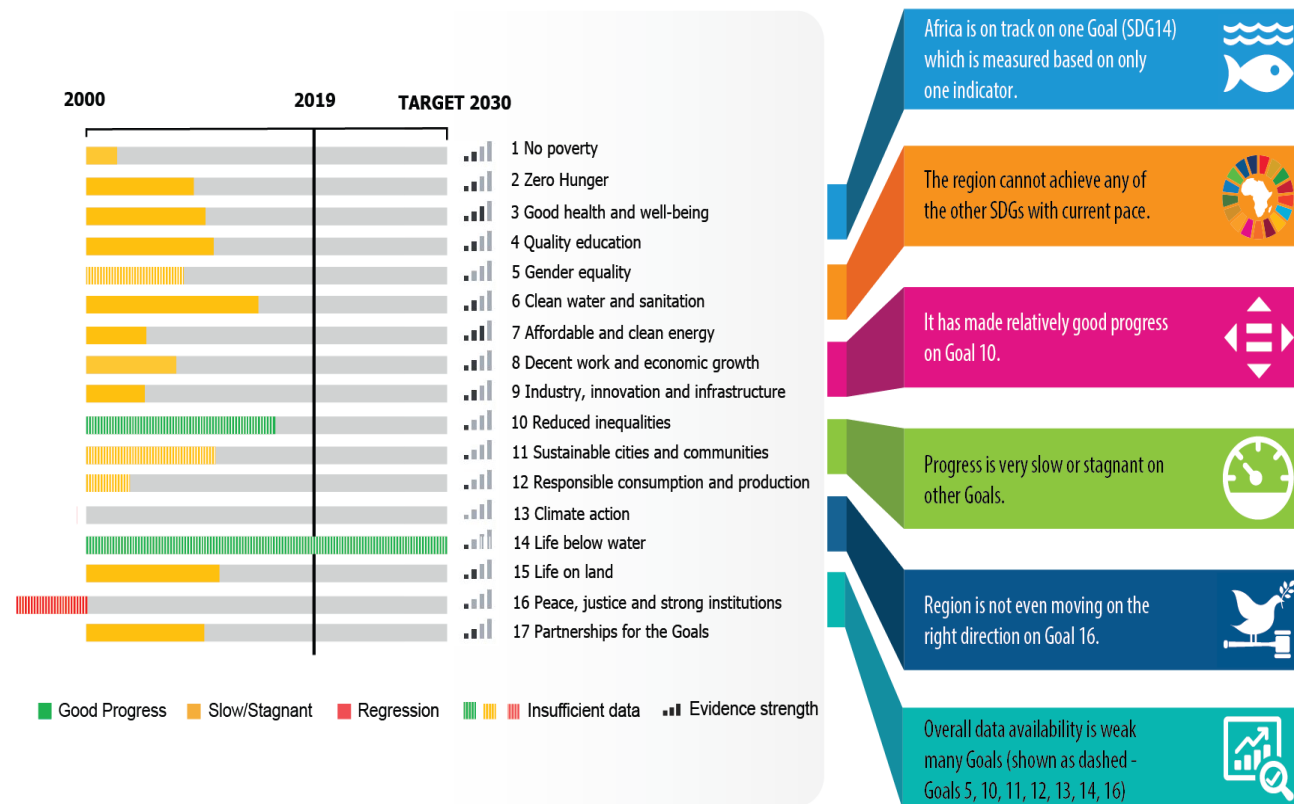 2000
2019
TARGET 2030
1 No poverty
2 Zero Hunger
3 Good health and well-being
4 Quality education
5 Gender equality
6 Clean water and sanitation
7 Affordable and clean energy
8 Decent work and economic growth
9 Industry, innovation and infrastructure
10 Reduced inequalities
11 Sustainable cities and communities
12 Responsible consumption and production
13 Climate action
14 Life below water
15 Life on land
16 Peace, justice and strong institutions
17 Partnerships for the Goals
Good Progress
Slow/Stagnant
Regression
Insufficient data
Evidence strength
Africa is on track on one Goal (SDG14)
which is measured based on only
one indicator.
The region cannot achieve any of
the other SDGs with current pace.
It has made relatively good progress
on Goal 10.
Progress is very slow or stagnant on
other Goals.
Region is not even moving on the
right direction on Goal 16.
Overall data availability is weak
many Goals (shown as dashed -
Goals 5, 10, 11, 12, 13, 14, 16)